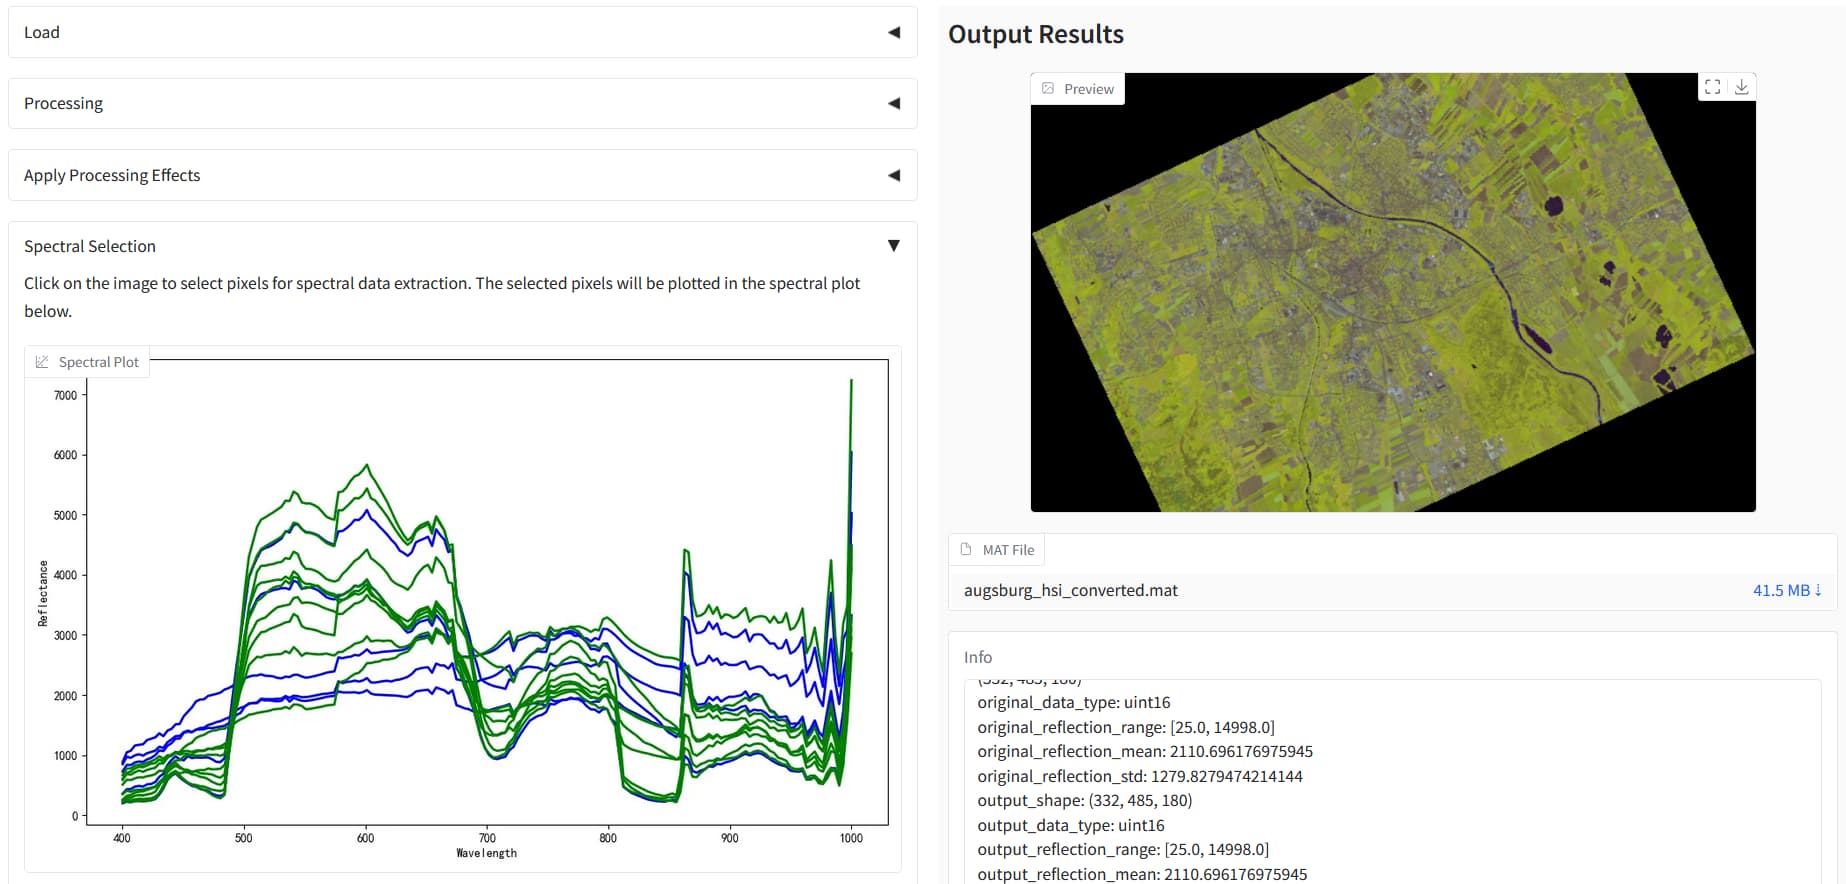 Load
Processing
Apply Processing Effects
Spectral Selection
Click on the image to select pixels for spectral data extraction. The selected pixels will be plotted in the spectral plot
below.
Spectral Plot
7000
6000
5000
4000
3000
2000
1000
0
Reflectance
400 500 600 700 800 900 1000
Wavelength
Output Results
Preview
MAT File
augsburg_hsi_converted.mat
41.5 MB ↓
Info
(332, 485, 180)
original_data_type: uint16
original_reflection_range: [25.0, 14998.0]
original_reflection_mean: 2110.696176975945
original_reflection_std: 1279.8279474214144
output_shape: (332, 485, 180)
output_data_type: uint16
output_reflection_range: [25.0, 14998.0]
output_reflection_mean: 2110.696176975945